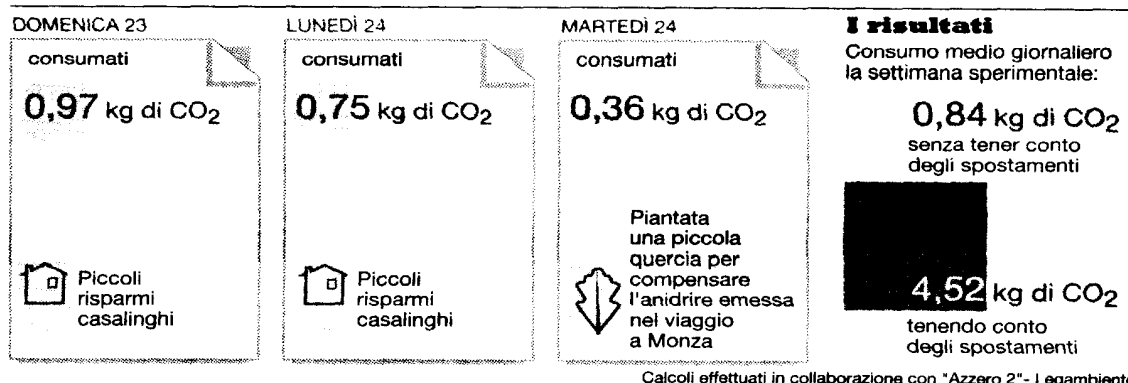 DOMENICA 23
consumati
0,97 kg di CO2
Piccoli
risparmi
casalinghi
LUNEDÌ 24
consumati
0,75 kg di CO2
Piccoli
risparmi
casalinghi
MARTEDÌ 24
consumati
0,36 kg di CO2
Piantata
una piccola
quercia per
compensare
l'anidrire emessa
nel viaggio
a Monza
I risultati
Consumo medio giornaliero
la settimana sperimentale:
0,84 kg di CO2
senza tener conto
degli spostamenti
4,52 kg di CO2
tenendo conto
degli spostamenti
Calcoli effettuati in collaborazione con "Azzero 2"- Legambiente